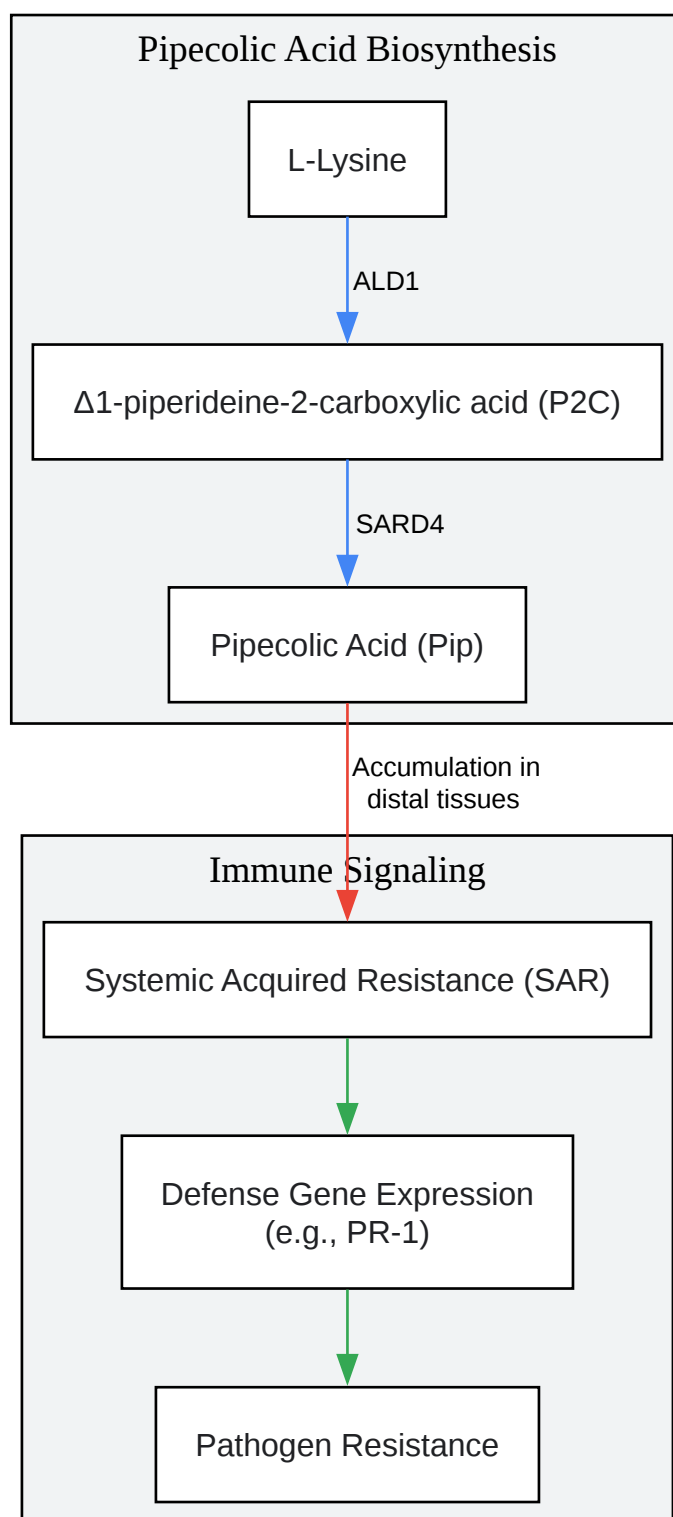 Pipecolic Acid Biosynthesis
L-Lysine
ALD1
Δ1-piperideine-2-carboxylic acid (P2C)
SARD4
Pipecolic Acid (Pip)
Accumulation in
distal tissues
Immune Signaling
Systemic Acquired Resistance (SAR)
Defense Gene Expression
(e.g., PR-1)
Pathogen Resistance